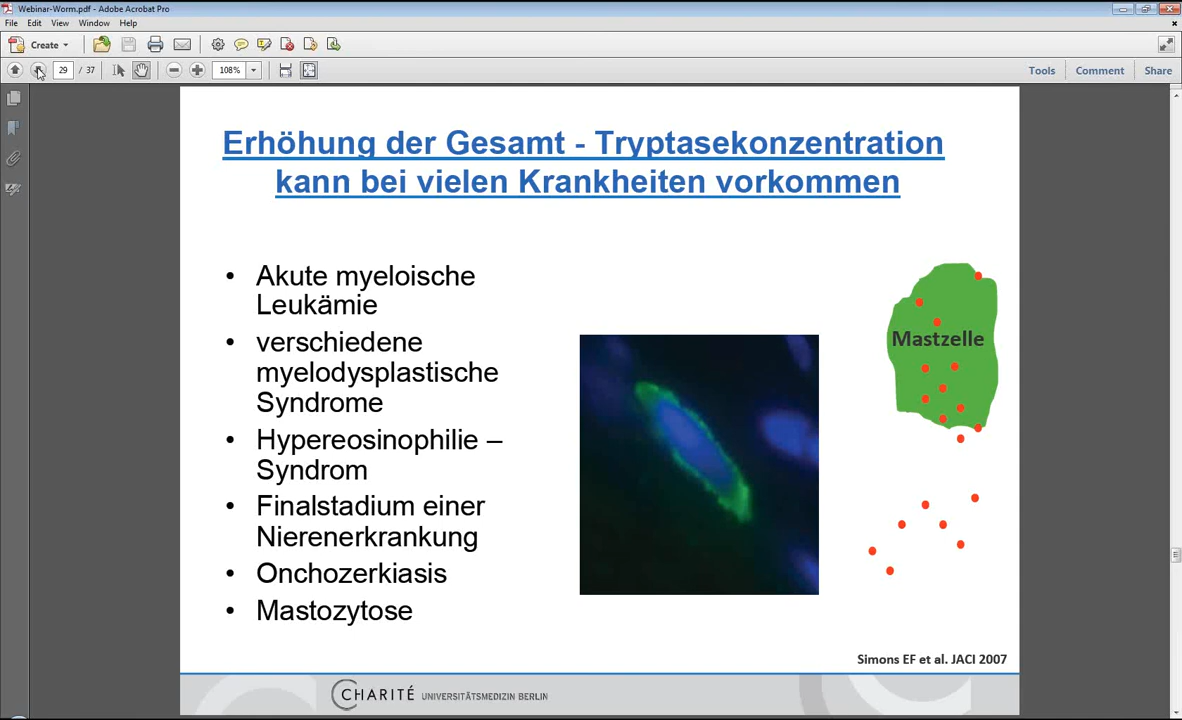 Webinar-Worm.pdf - Adobe Acrobat Pro
File Edit View Window Help
Create
29 / 37 108% Tools Comment Share
Erhöhung der Gesamt - Tryptasekonzentration
kann bei vielen Krankheiten vorkommen
• Akute myeloische
Leukämie
• verschiedene
myelodysplastische
Syndrome
• Hypereosinophilie –
Syndrom
• Finalstadium einer
Nierenerkrankung
• Onchozerkiasis
• Mastozytose
Mastzelle
Simons EF et al. JACI 2007
CHARITÉ UNIVERSITÄTSMEDIZIN BERLIN